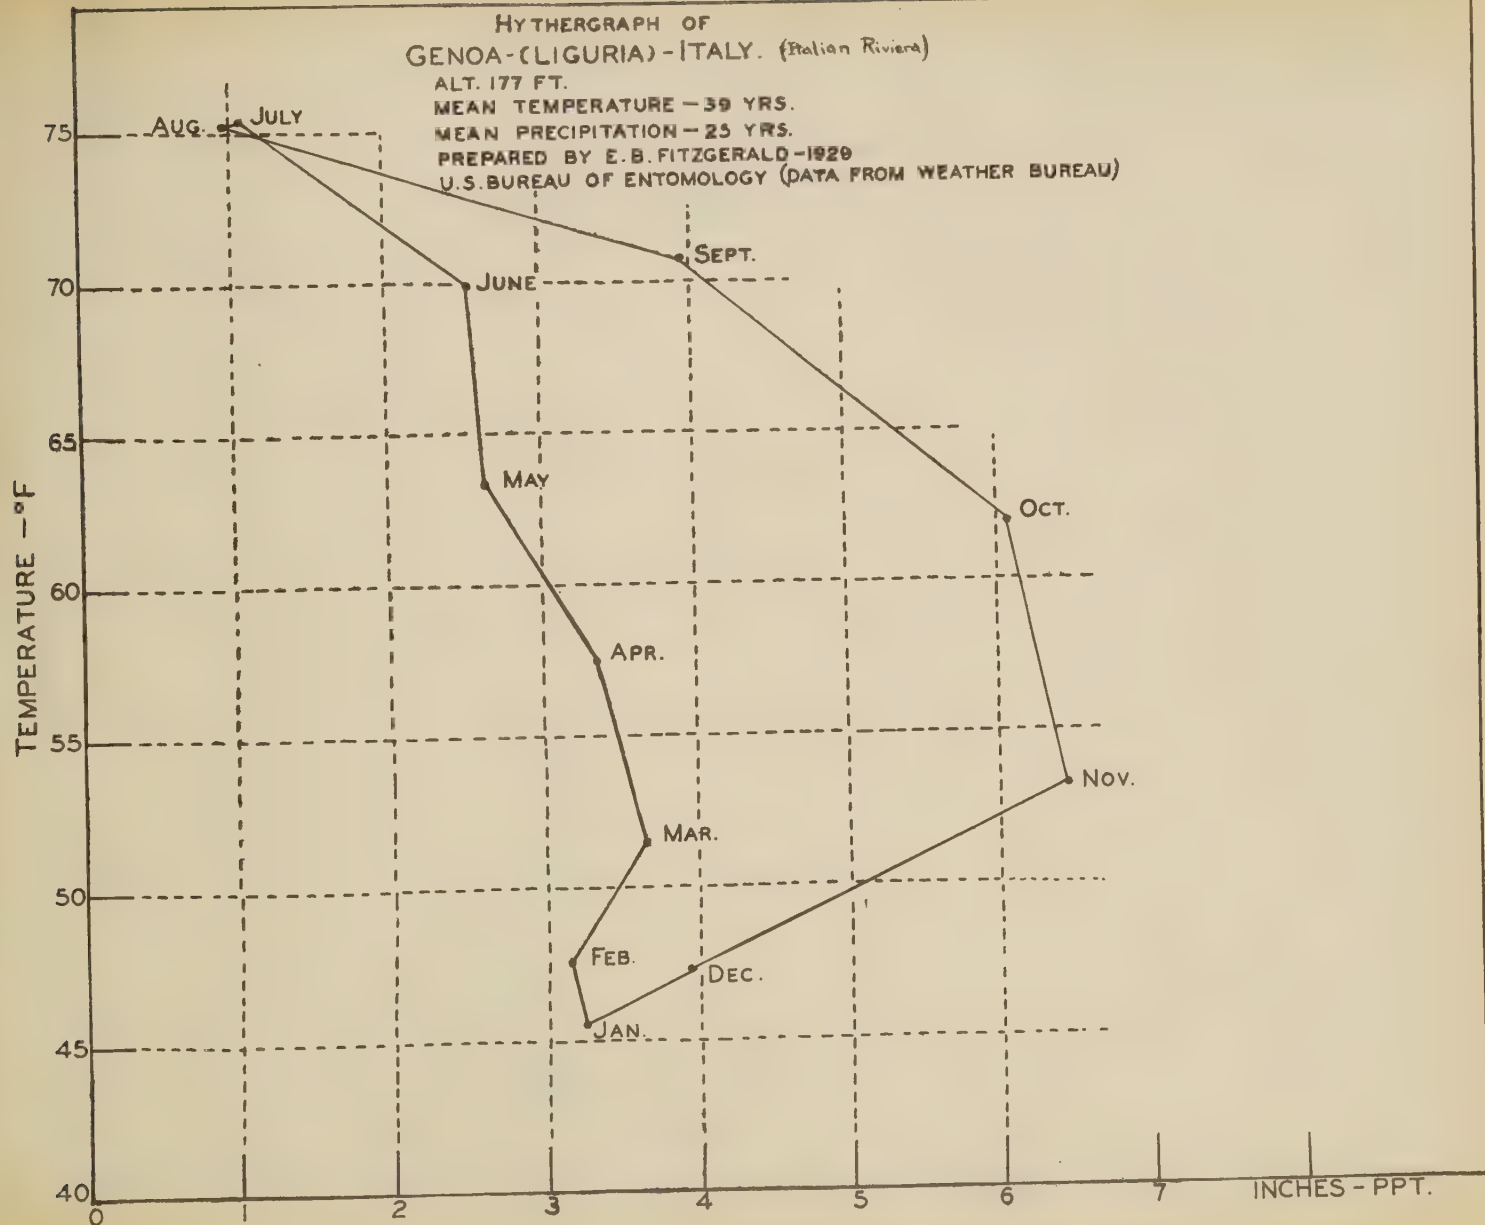 HYTHERGRAPH OF
GENOA-(LIGURIA)-ITALY. (Italian Riviera)
ALT. 177 FT.
MEAN TEMPERATURE - 39 YRS.
MEAN PRECIPITATION - 25 YRS.
PREPARED BY E.B. FITZGERALD - 1929
U.S. BUREAU OF ENTOMOLOGY (DATA FROM WEATHER BUREAU)
AUG. JULY
75
SEPT.
70 JUNE
65
MAY
OCT.
60
APR.
55
NOV.
MAR.
50
FEB.
DEC.
JAN.
45
40
TEMPERATURE - °F
0 1 2 3 4 5 6 7 INCHES - PPT.